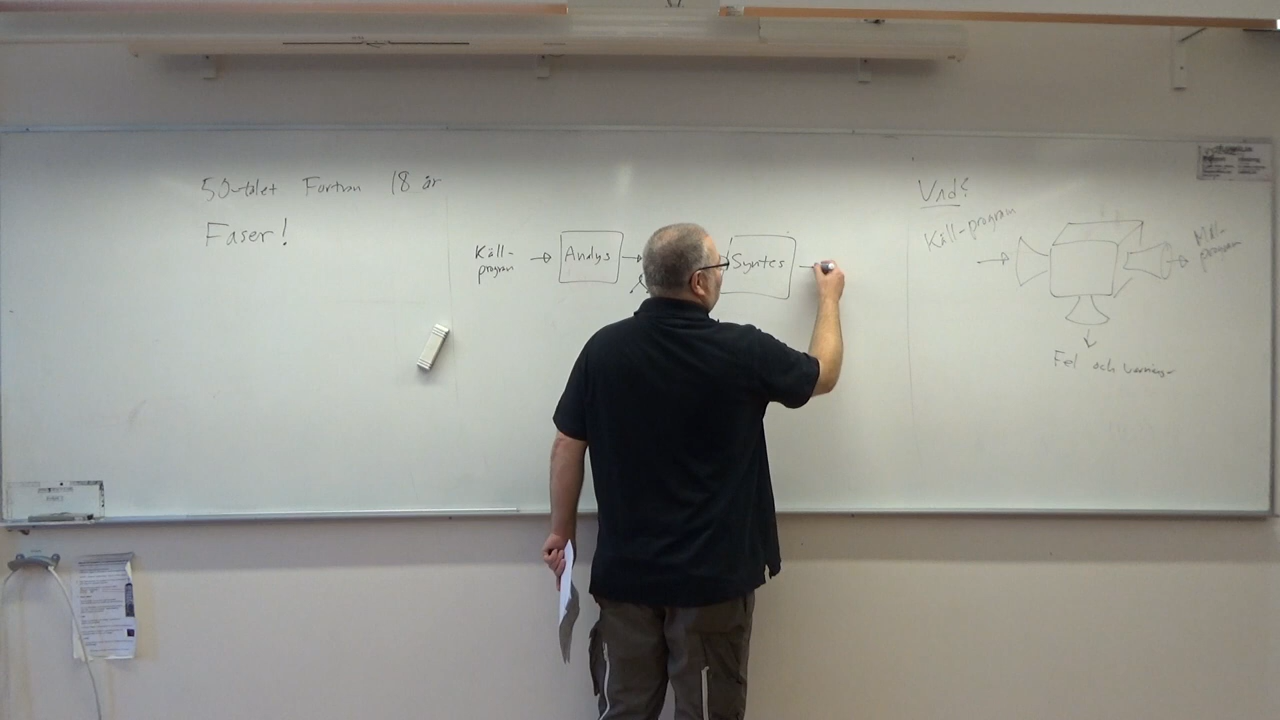 50-talet Fortran 18 år
Faser!
Käll-
program
Analys
Syntes
Vad?
Käll-program
Mål-
program
Fel och varningar